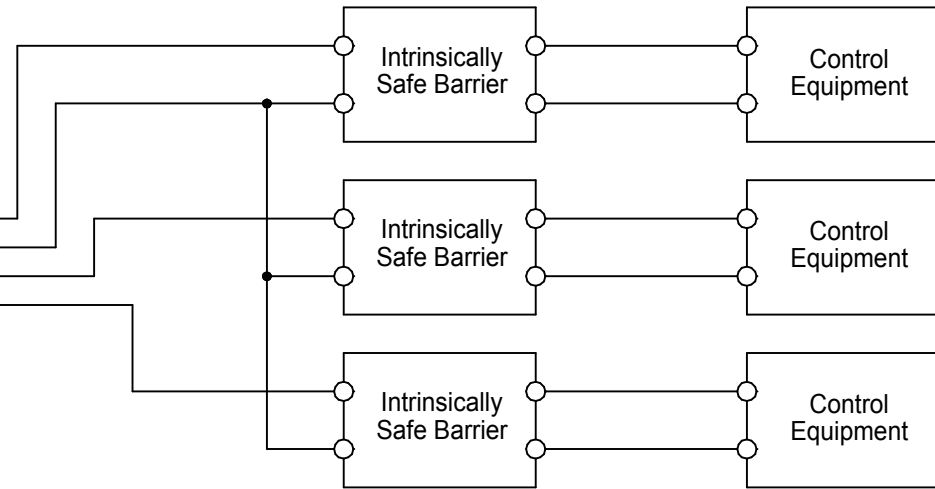 Intrinsically
Safe Barrier
Control
Equipment
Intrinsically
Safe Barrier
Control
Equipment
Intrinsically
Safe Barrier
Control
Equipment